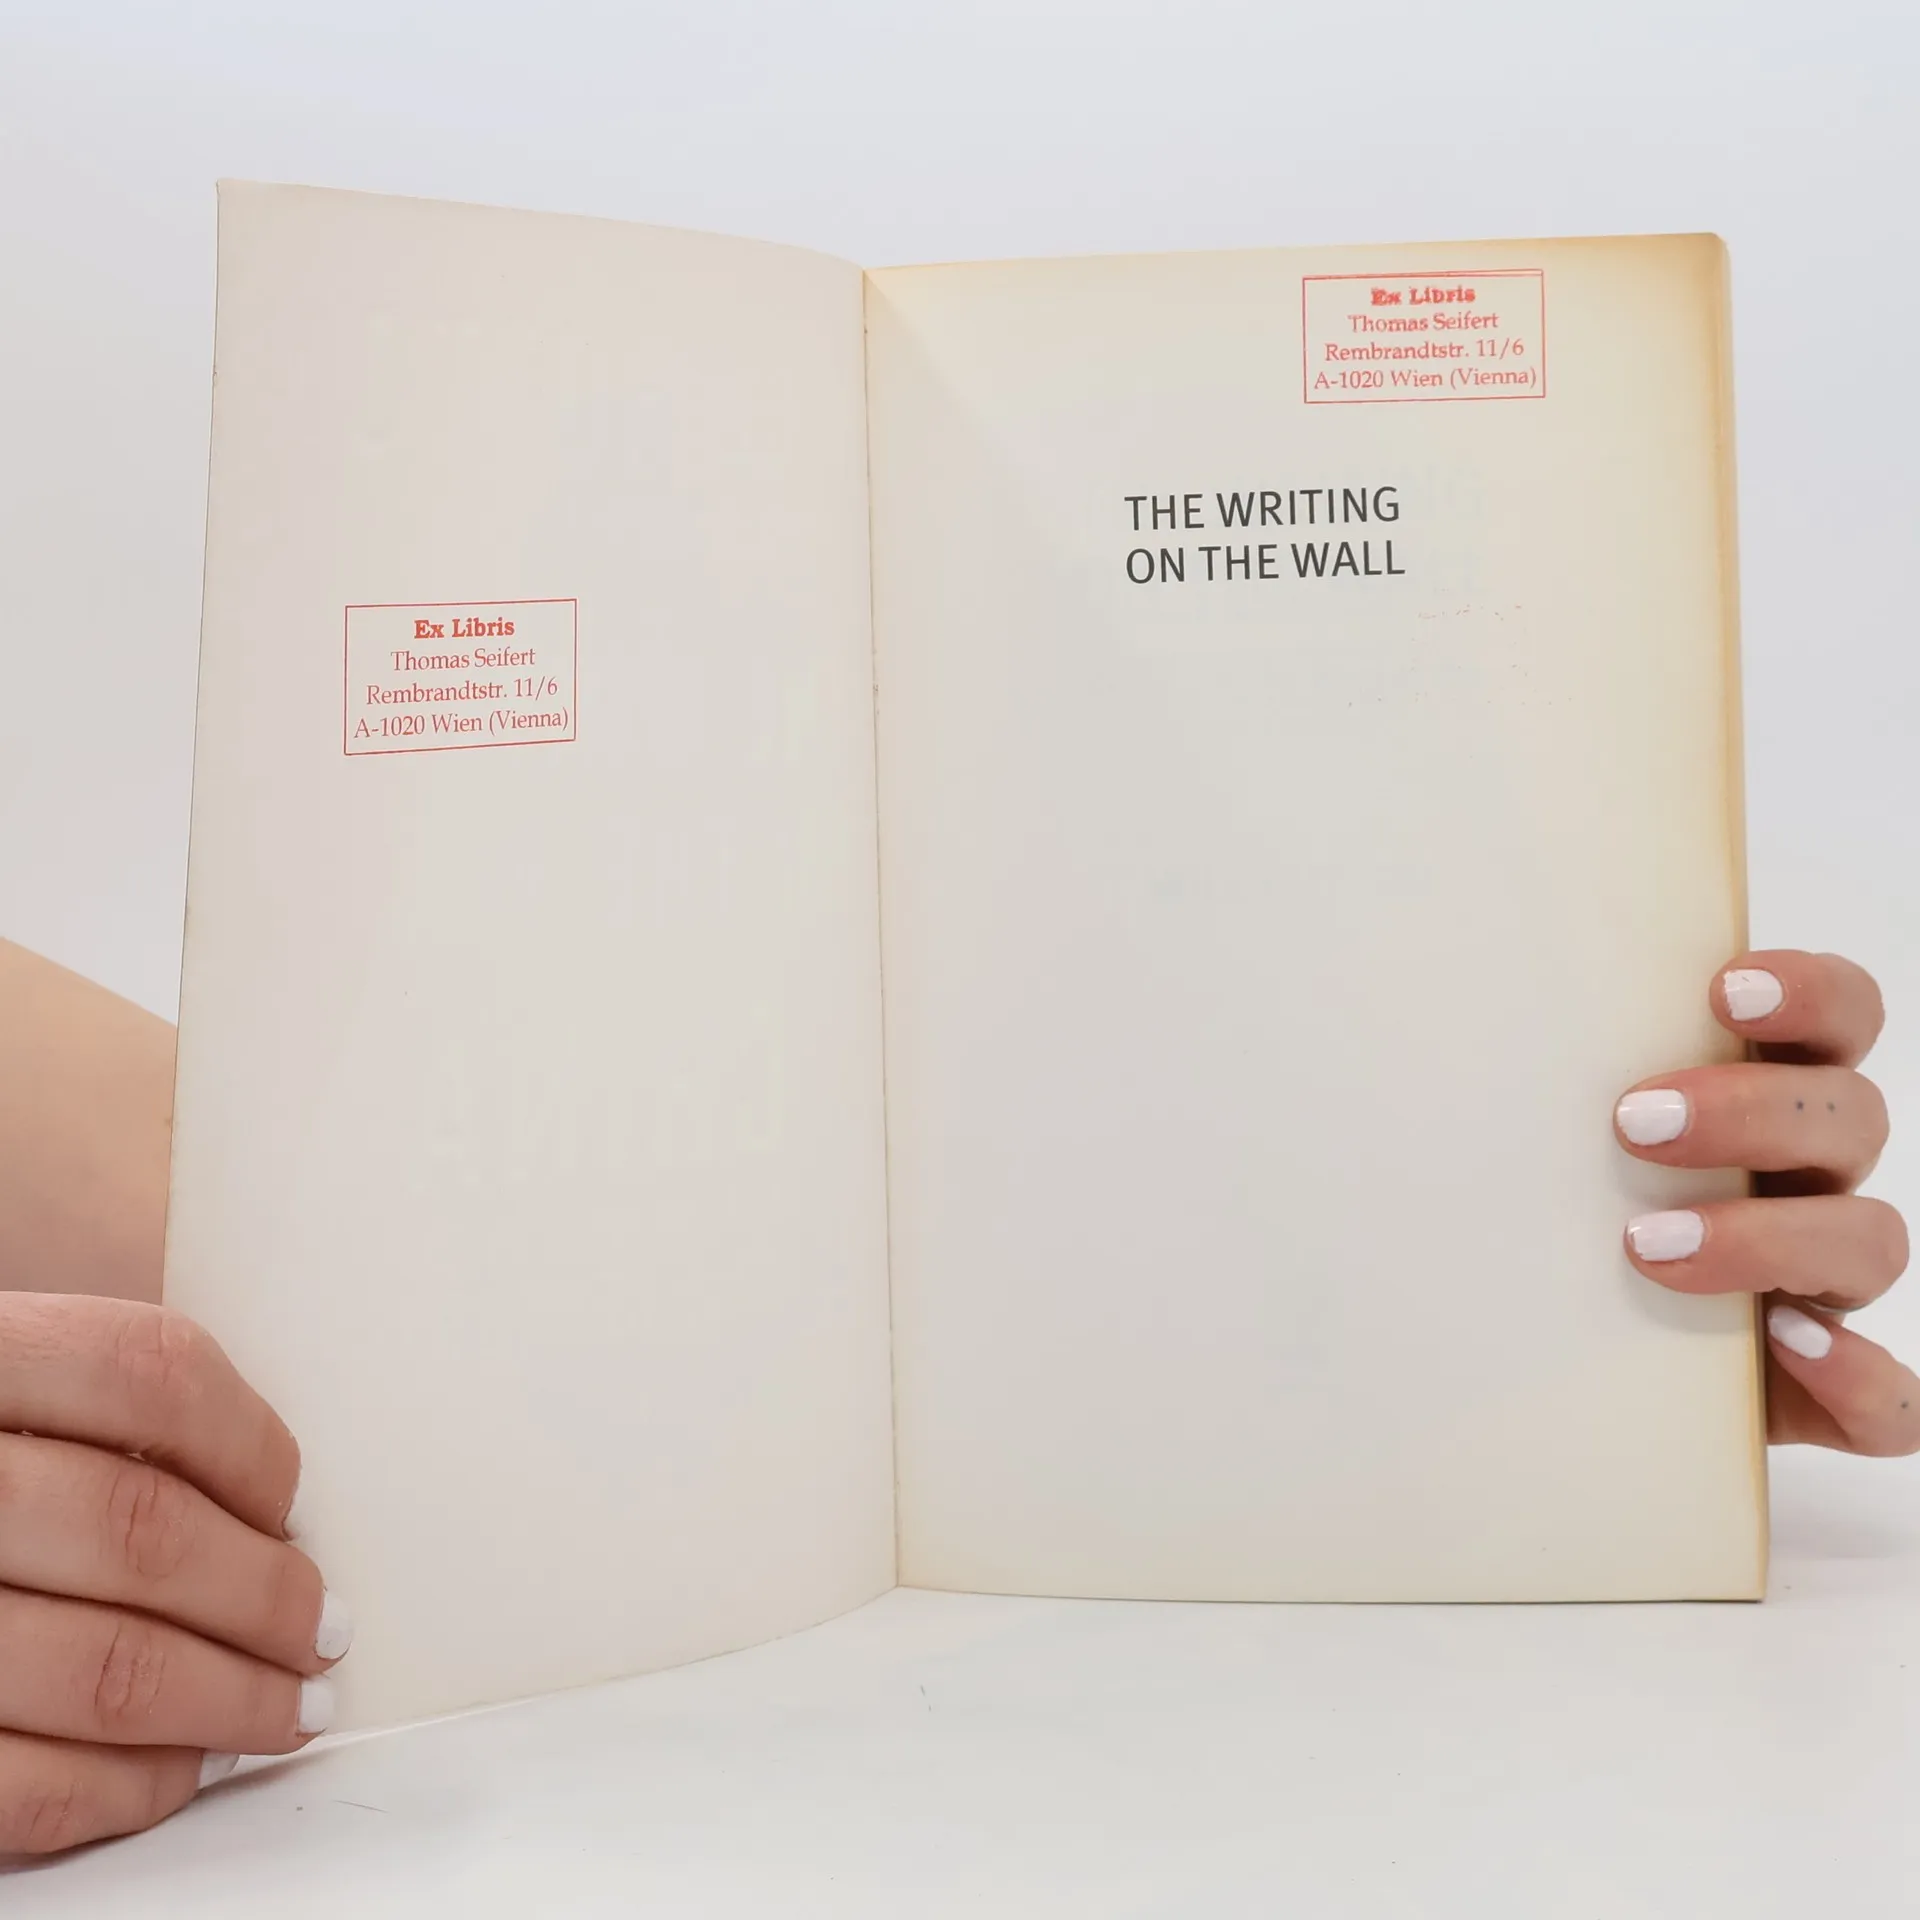 Ex Libris
Thomas Seifert
Rembrandtstr. 11/6
A-1020 Wien (Vienna)
Ex Libris
Thomas Seifert
Rembrandtstr. 11/6
A-1020 Wien (Vienna)
THE WRITING
ON THE WALL